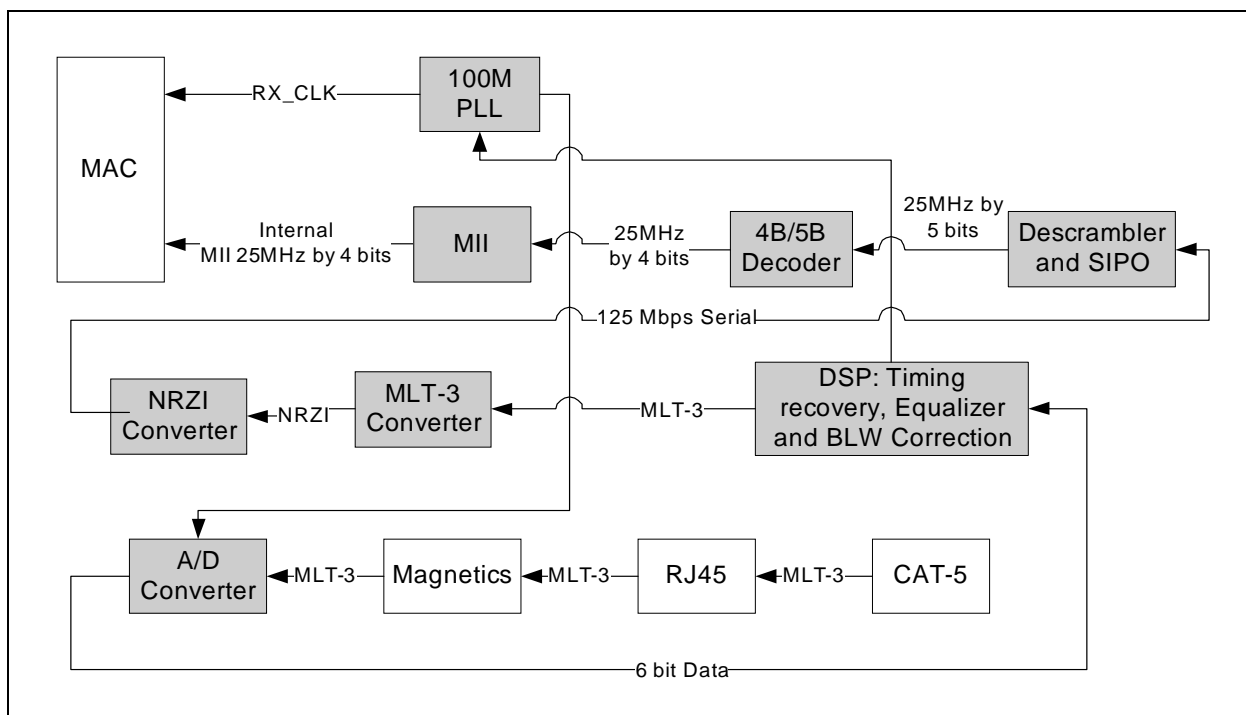 100M
PLL
RX_CLK
MAC
Internal
MII 25MHz by 4 bits
MII
25MHz
by 4 bits
4B/5B
Decoder
25MHz by
5 bits
Descrambler
and SIPO
125 Mbps Serial
NRZI
Converter
NRZI
MLT-3
Converter
MLT-3
DSP: Timing
recovery, Equalizer
and BLW Correction
A/D
Converter
MLT-3
Magnetics
MLT-3
RJ45
MLT-3
CAT-5
6 bit Data